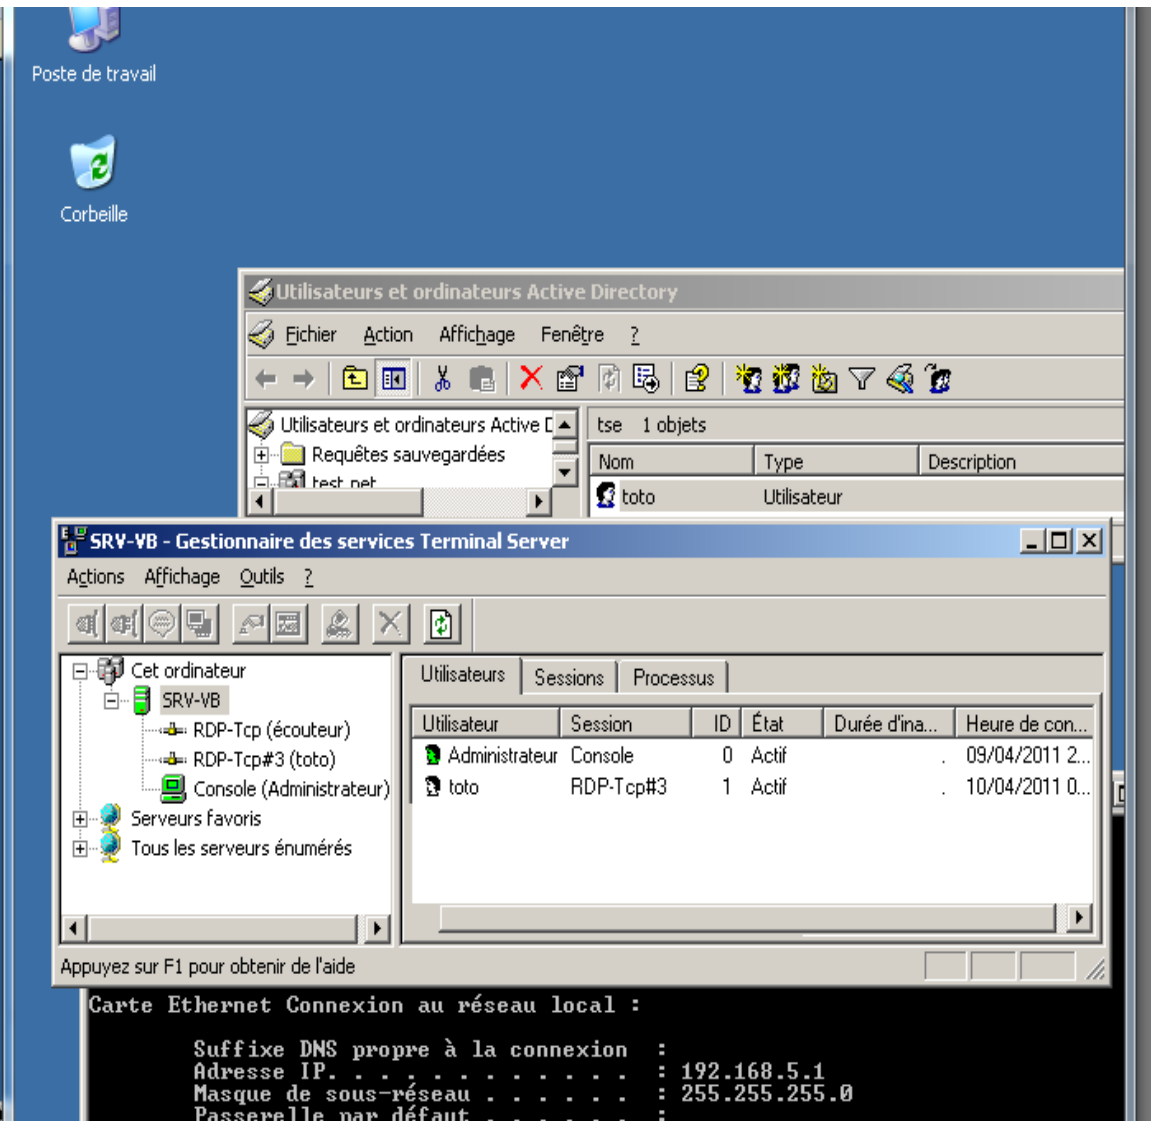 Poste de travail
Corbeille
Utilisateurs et ordinateurs Active Directory
Fichier Action Affichage Fenêtre ?
Utilisateurs et ordinateurs Active D
Requêtes sauvegardées
test.net
tse 1 objets
Nom Type Description
toto Utilisateur
SRV-VB - Gestionnaire des services Terminal Server
Actions Affichage Outils ?
Cet ordinateur
SRV-VB
RDP-Tcp (écouteur)
RDP-Tcp#3 (toto)
Console (Administrateur)
Serveurs favoris
Tous les serveurs énumérés
Utilisateurs Sessions Processus
Utilisateur Session ID État Durée d'ina... Heure de con...
Administrateur Console 0 Actif . 09/04/2011 2...
toto RDP-Tcp#3 1 Actif . 10/04/2011 0...
Appuyez sur F1 pour obtenir de l'aide
Carte Ethernet Connexion au réseau local :
Suffixe DNS propre à la connexion :
Adresse IP. . . . . . . . . . . . : 192.168.5.1
Masque de sous-réseau . . . . . . : 255.255.255.0
Passerelle par défaut . . . . . . :